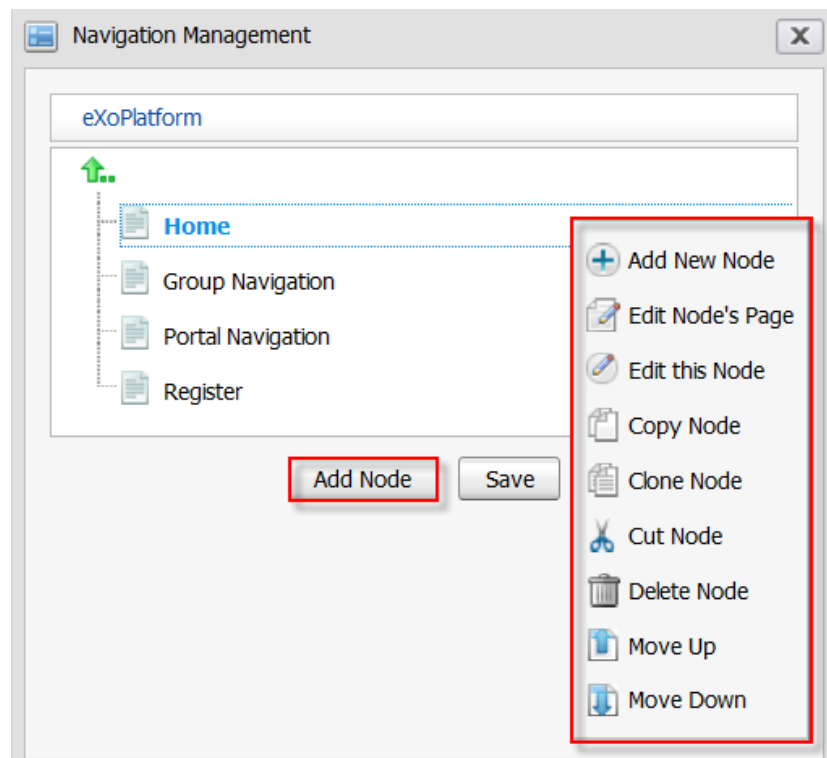 Navigation Management
X
eXoPlatform
Home
Group Navigation
Portal Navigation
Register
Add Node
Save
Add New Node
Edit Node's Page
Edit this Node
Copy Node
Clone Node
Cut Node
Delete Node
Move Up
Move Down